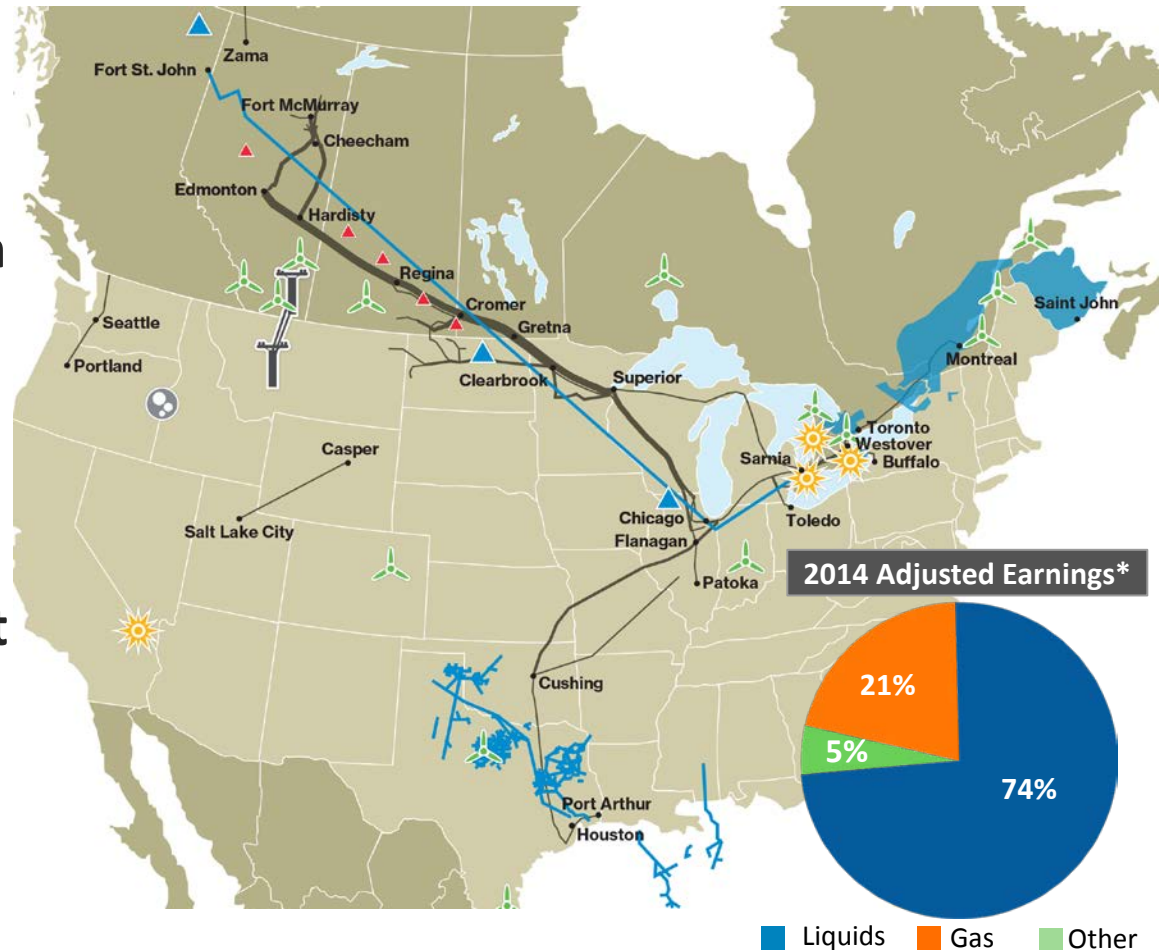 Zama
Fort St. John
Fort McMurray
Cheecham
Edmonton
Hardisty
n
Regina
Cromer
Saint John
Seattle
Gretna
Montreal
Portland
Clearbrook
Superior
Toronto
Casper
Westover
Sarnia
Buffalo
Salt Lake City
Chicago
Toledo
Flanagan
Patoka
2014 Adjusted Earnings*
t
Cushing
21%
5%
74%
Port Arthur
Houston
Liquids Gas Other